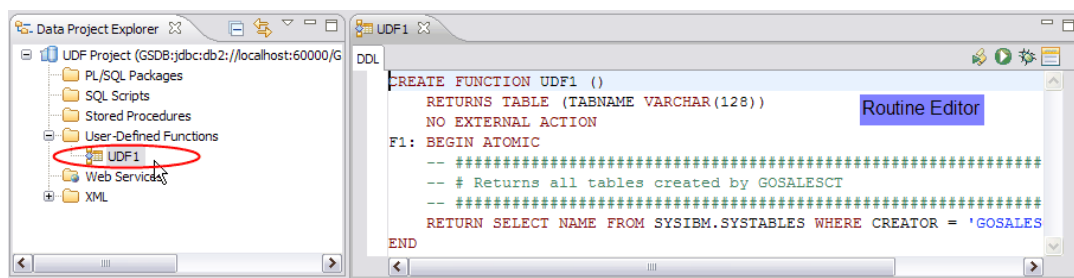 Data Project Explorer
UDF Project (GSDB:jdbc:db2://localhost:60000/G
PL/SQL Packages
SQL Scripts
Stored Procedures
User-Defined Functions
UDF1
Web Services
XML
UDF1
DDL
CREATE FUNCTION UDF1 ()
RETURNS TABLE (TABNAME VARCHAR(128))
NO EXTERNAL ACTION
F1: BEGIN ATOMIC
-- #############################################################
-- # Returns all tables created by GOSALESCT
-- #############################################################
RETURN SELECT NAME FROM SYSIBM.SYSTABLES WHERE CREATOR = 'GOSALES
END
Routine Editor